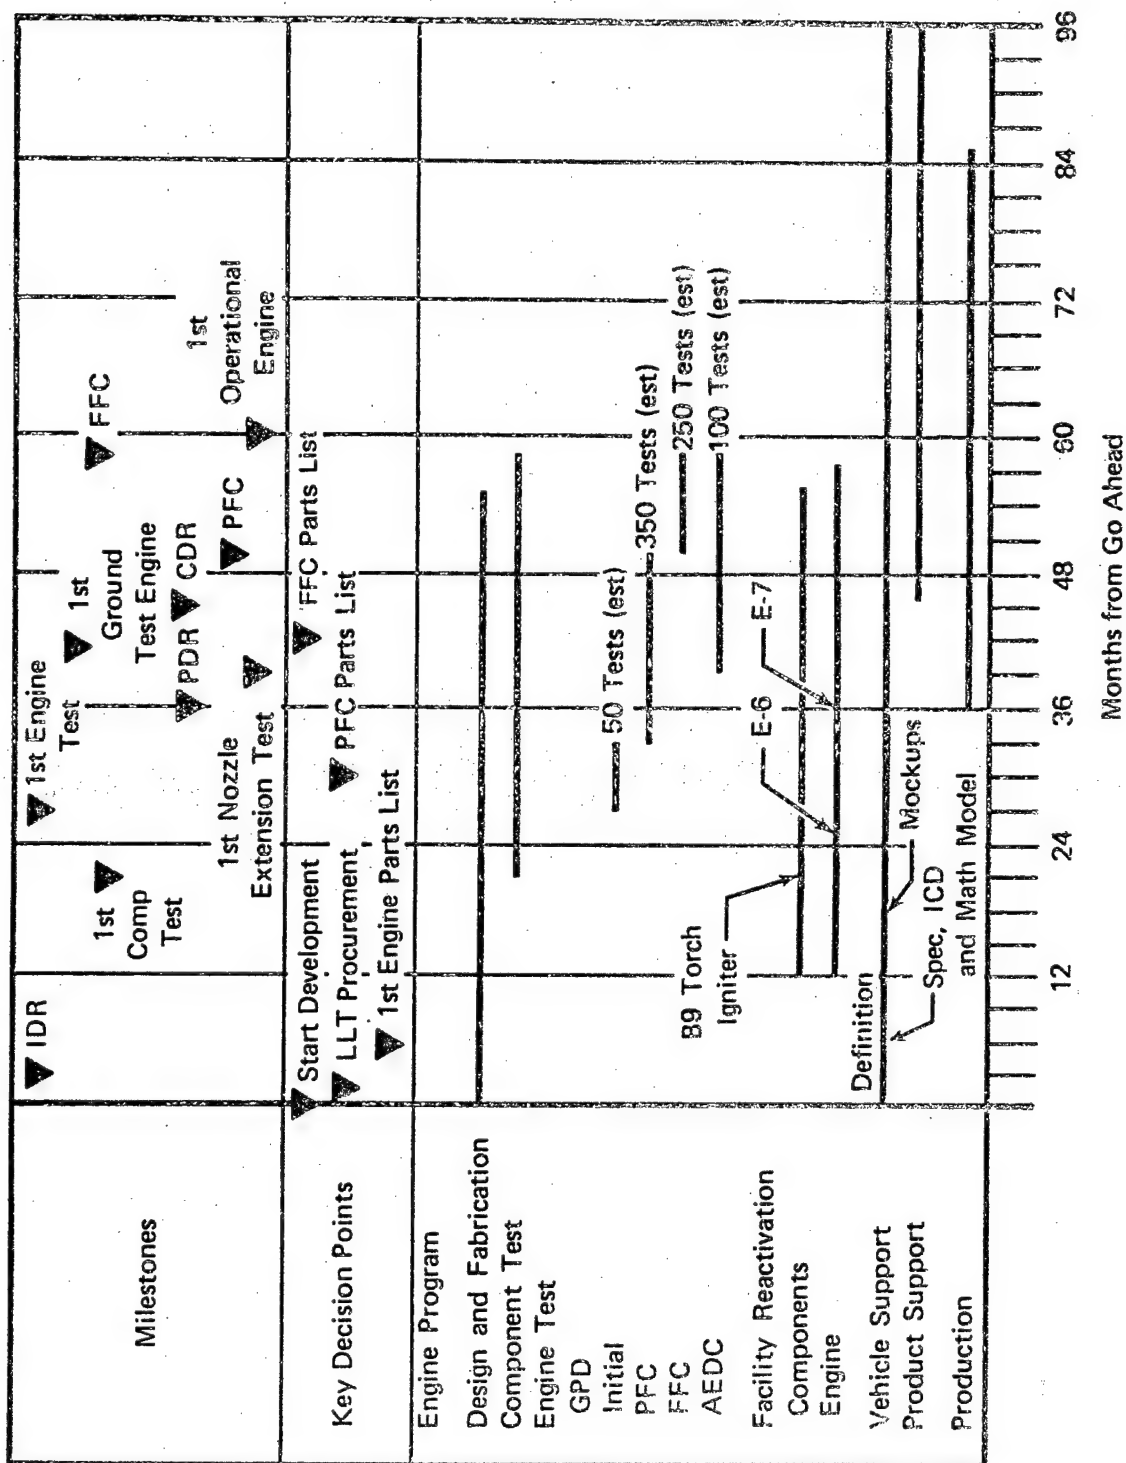 Milestones
IDR
1st
Comp
Test
1st Engine
Test
1st Nozzle
Extension Test
1st
Ground
Test Engine
PDR
CDR
PFC
FFC
1st
Operational
Engine
Key Decision Points
Start Development
LLT Procurement
1st Engine Parts List
PFC Parts List
FFC Parts List
Engine Program
Design and Fabrication
Component Test
Engine Test
GPD
Initial
50 Tests (est)
PFC
350 Tests (est)
FFC
250 Tests (est)
AEDC
100 Tests (est)
Facility Reactivation
Components
B9 Torch
Igniter
Engine
E-6
E-7
Vehicle Support
Definition
Spec, ICD
and Math Model
Mockups
Product Support
Production
12
24
36
48
60
72
84
96
Months from Go Ahead